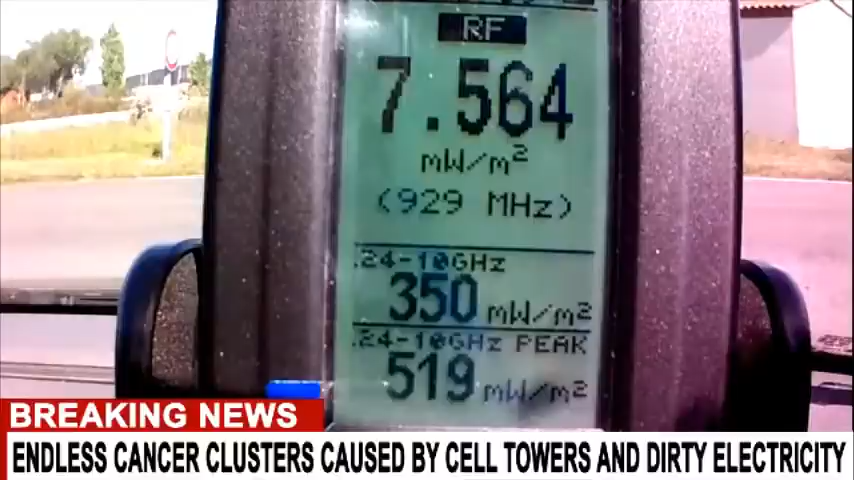 RF
7.564
mW/m²
(929 MHz)
.24-10GHz
350 mW/m²
.24-10GHz PEAK
519 mW/m²
BREAKING NEWS
ENDLESS CANCER CLUSTERS CAUSED BY CELL TOWERS AND DIRTY ELECTRICITY